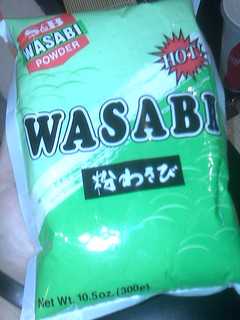 S&B
WASABI
POWDER
HOT
WASABI
粉わさび
Net Wt. 10.5oz. (300g)